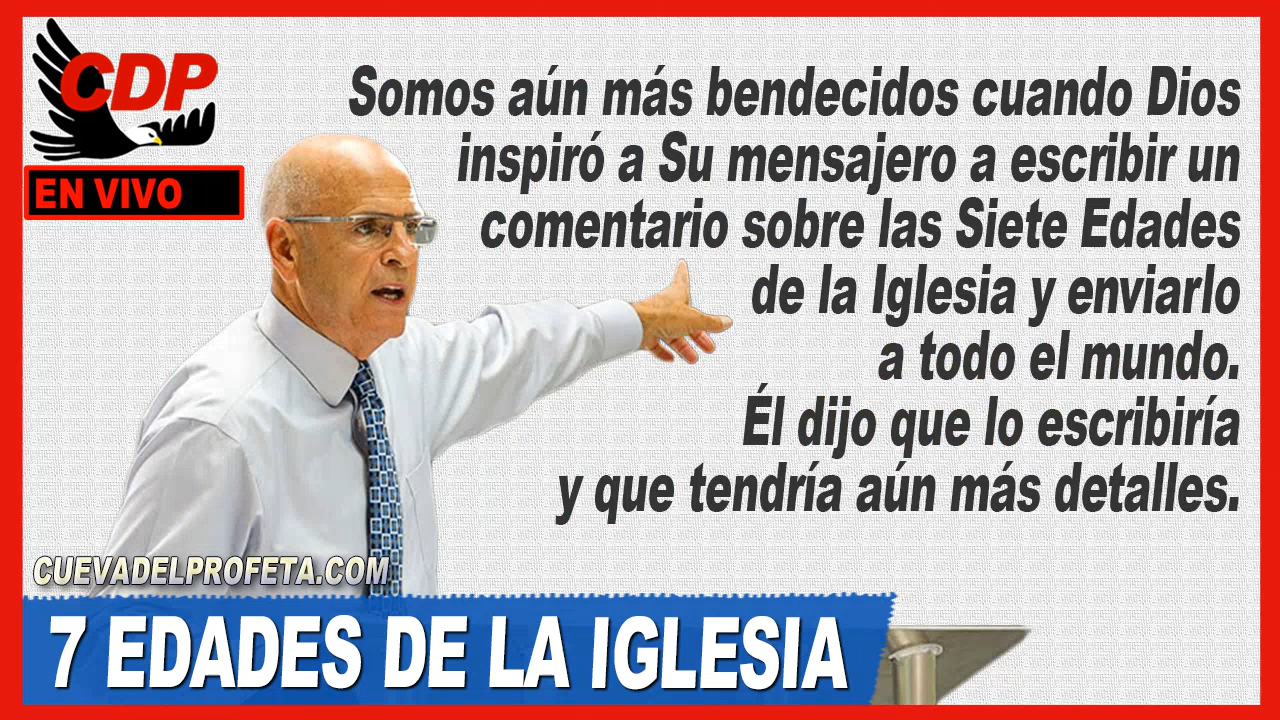 CDP
EN VIVO
Somos aún más bendecidos cuando Dios
inspiró a Su mensajero a escribir un
comentario sobre las Siete Edades
de la Iglesia y enviarlo
a todo el mundo.
Él dijo que lo escribiría
y que tendría aún más detalles.
CUEVADELPROFETA.COM
7 EDADES DE LA IGLESIA